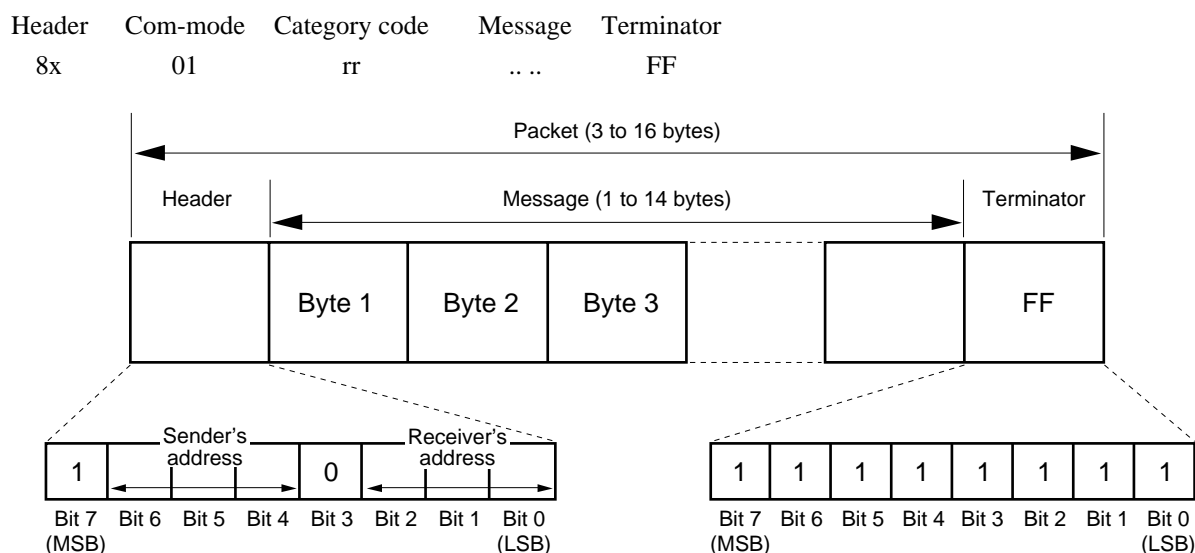 Header Com-mode Category code Message Terminator
8x 01 rr .. .. FF
Packet (3 to 16 bytes)
Header Message (1 to 14 bytes) Terminator
Byte 1 Byte 2 Byte 3 FF
Sender's address Receiver's address
1 0 1 1 1 1 1 1 1 1
Bit 7 (MSB) Bit 6 Bit 5 Bit 4 Bit 3 Bit 2 Bit 1 Bit 0 (LSB) Bit 7 (MSB) Bit 6 Bit 5 Bit 4 Bit 3 Bit 2 Bit 1 Bit 0 (LSB)